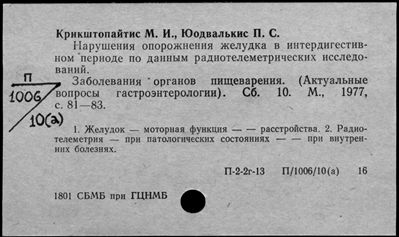 Крикштопайтис М. И., Юодвалькис П. С.
Нарушения опорожнения желудка в интердигестив-
ном периоде по данным радиотелеметрических исследо-
ваний.
Заболевания органов пищеварения. (Актуальные
вопросы гастроэнтерологии). Сб. 10. М., 1977,
с. 81—83.
П
1006
10(а)
1. Желудок — моторная функция — — расстройства. 2. Радио-
телеметрия — при патологических состояниях — — при внутрен-
них болезнях.
П-2-2г-13 П/1006/10(а) 16
1801 СБМБ при ГЦНМБ